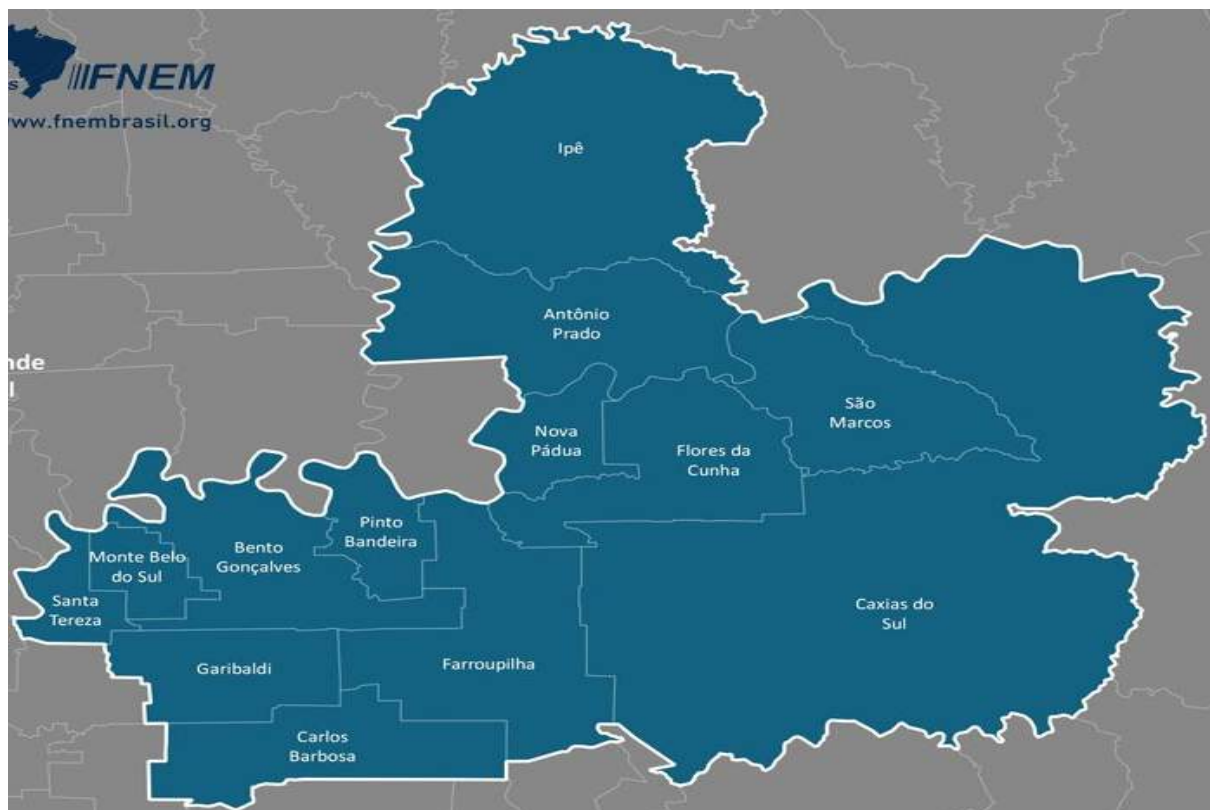 s
FNEM
www.fnembrasil.org
Ipê
Antônio
Prado
nde
l
São
Marcos
Nova
Pádua
Flores da
Cunha
Pinto
Bandeira
Bento
Gonçalves
Monte Belo
do Sul
Santa
Tereza
Caxias do
Sul
Garibaldi
Farroupilha
Carlos
Barbosa